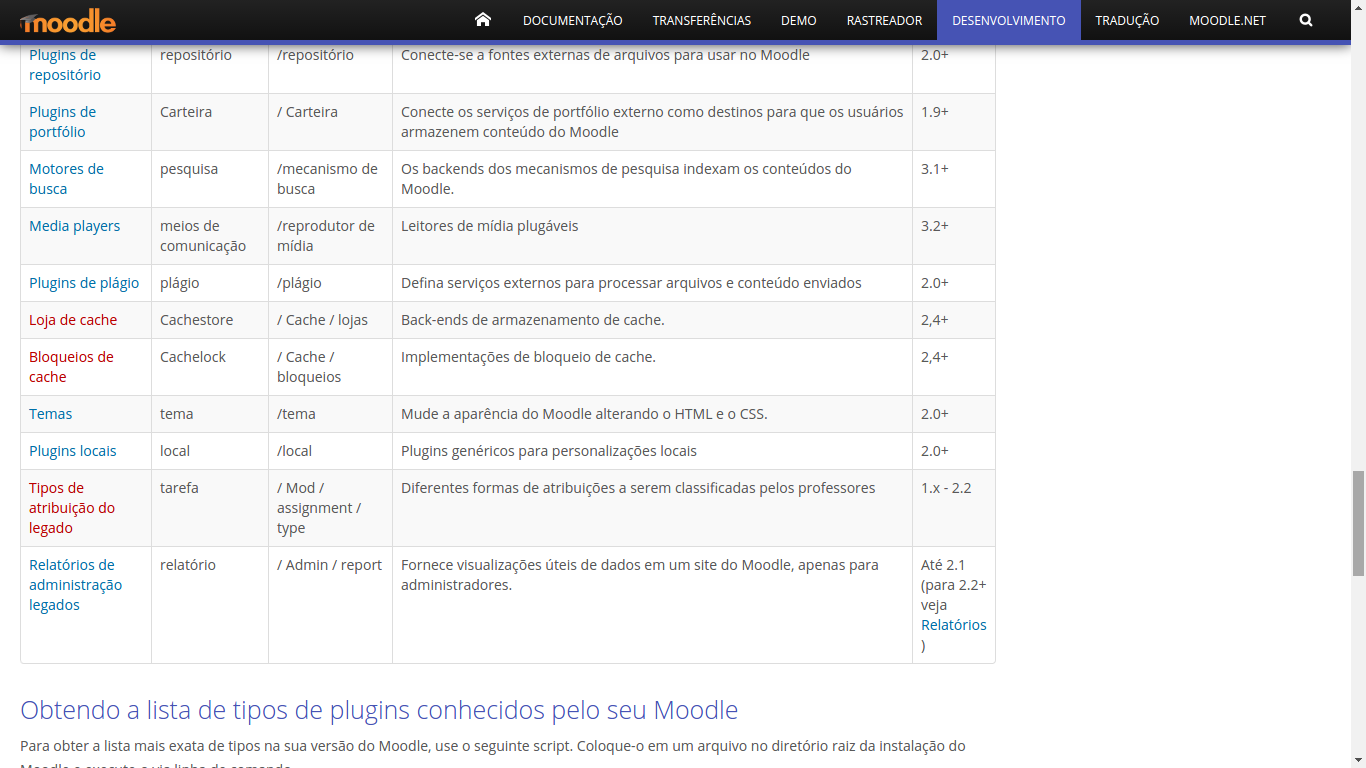 moodle
DOCUMENTAÇÃO TRANSFERÊNCIAS DEMO RASTREADOR DESENVOLVIMENTO TRADUÇÃO MOODLE.NET
Plugins de repositório /repositório Conecte-se a fontes externas de arquivos para usar no Moodle 2.0+
repositório
Plugins de Carteira / Carteira Conecte os serviços de portfólio externo como destinos para que os usuários 1.9+
portfólio armazenem conteúdo do Moodle
Motores de pesquisa /mecanismo de Os backends dos mecanismos de pesquisa indexam os conteúdos do 3.1+
busca busca Moodle.
Media players meios de /reprodutor de Leitores de mídia plugáveis 3.2+
comunicação mídia
Plugins de plágio plágio /plágio Defina serviços externos para processar arquivos e conteúdo enviados 2.0+
Loja de cache Cachestore / Cache / lojas Back-ends de armazenamento de cache. 2,4+
Bloqueios de Cachelock / Cache / Implementações de bloqueio de cache. 2,4+
cache bloqueios
Temas tema /tema Mude a aparência do Moodle alterando o HTML e o CSS. 2.0+
Plugins locais local /local Plugins genéricos para personalizações locais 2.0+
Tipos de tarefa / Mod / Diferentes formas de atribuições a serem classificadas pelos professores 1.x - 2.2
atribuição do assignment /
legado type
Relatórios de relatório / Admin / report Fornece visualizações úteis de dados em um site do Moodle, apenas para Até 2.1
administração administradores. (para 2.2+
legados veja
Relatórios
)
Obtendo a lista de tipos de plugins conhecidos pelo seu Moodle
Para obter a lista mais exata de tipos na sua versão do Moodle, use o seguinte script. Coloque-o em um arquivo no diretório raiz da instalação do
Moodle e execute-o via linha de comando